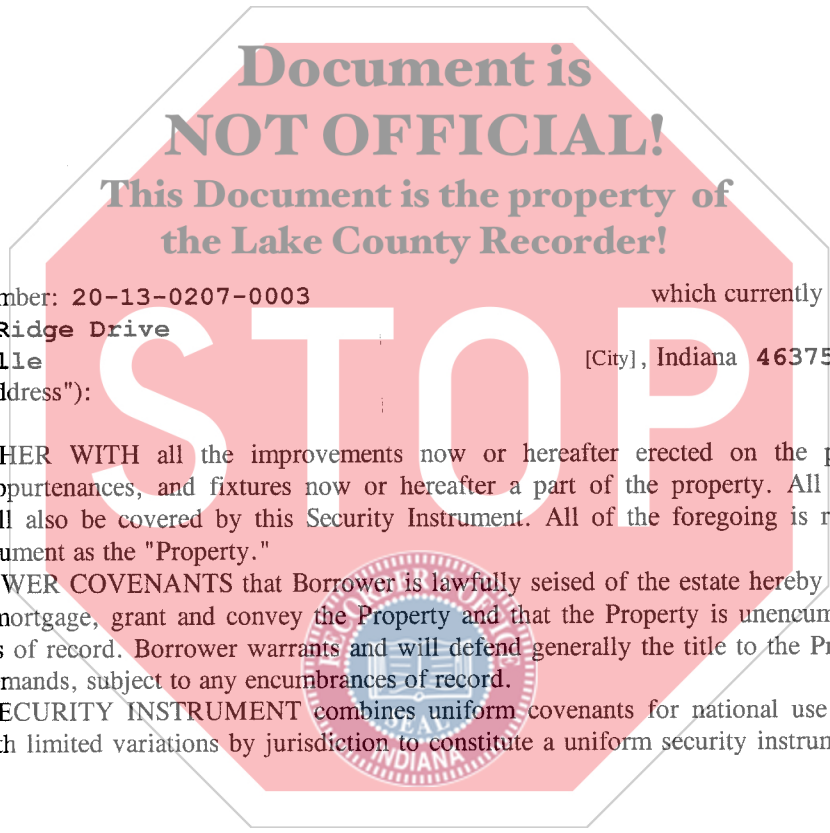 Document is
NOT OFFICIAL!
This Document is the property of
the Lake County Recorder!
mber: 20-13-0207-0003 which currently
Ridge Drive
lle [City], Indiana 46375
ddress"):
STOP
HER WITH all the improvements now or hereafter erected on the p
ppurtenances, and fixtures now or hereafter a part of the property. All
ll also be covered by this Security Instrument. All of the foregoing is r
ument as the "Property."
WER COVENANTS that Borrower is lawfully seised of the estate hereby
mortgage, grant and convey the Property and that the Property is unencum
s of record. Borrower warrants and will defend generally the title to the Pr
mands, subject to any encumbrances of record.
ECURITY INSTRUMENT combines uniform covenants for national use
th limited variations by jurisdiction to constitute a uniform security instrum
RECORDER'S OFFICE
SEAL
INDIANA